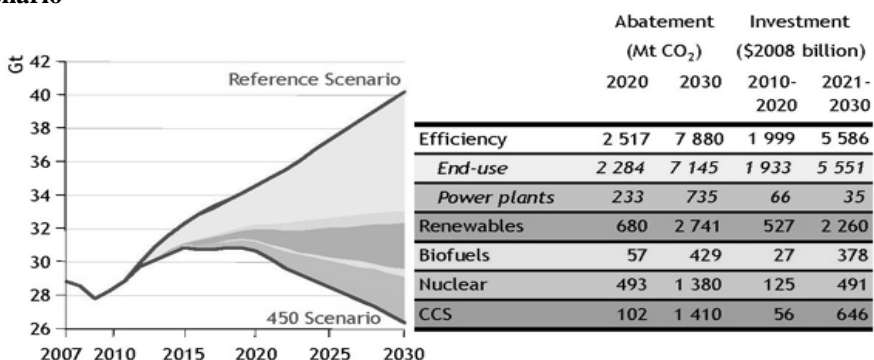 nario
Gt
42
40
38
36
34
32
30
28
26
Reference Scenario
450 Scenario
2007 2010 2015 2020 2025 2030
Abatement Investment
(Mt CO₂) ($2008 billion)
2020 2030 2010- 2021-
2020 2030
Efficiency 2 517 7 880 1 999 5 586
End-use 2 284 7 145 1 933 5 551
Power plants 233 735 66 35
Renewables 680 2 741 527 2 260
Biofuels 57 429 27 378
Nuclear 493 1 380 125 491
CCS 102 1 410 56 646